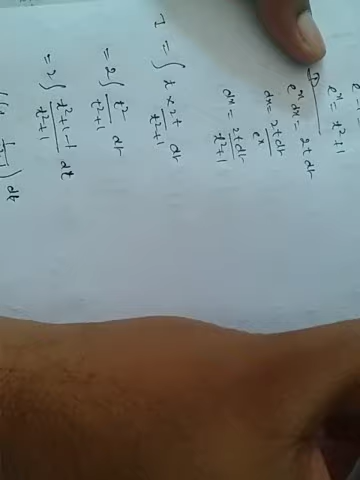 e
①
eˣ = t²+1
eˣ dx = 2t dt
dx = 2t dt / eˣ
dx = 2t dt / t²+1
I = ∫ t × 2t / t²+1 dt
= 2∫ t² / t²+1 dt
= 2∫ t²+1-1 / t²+1 dt
) dt